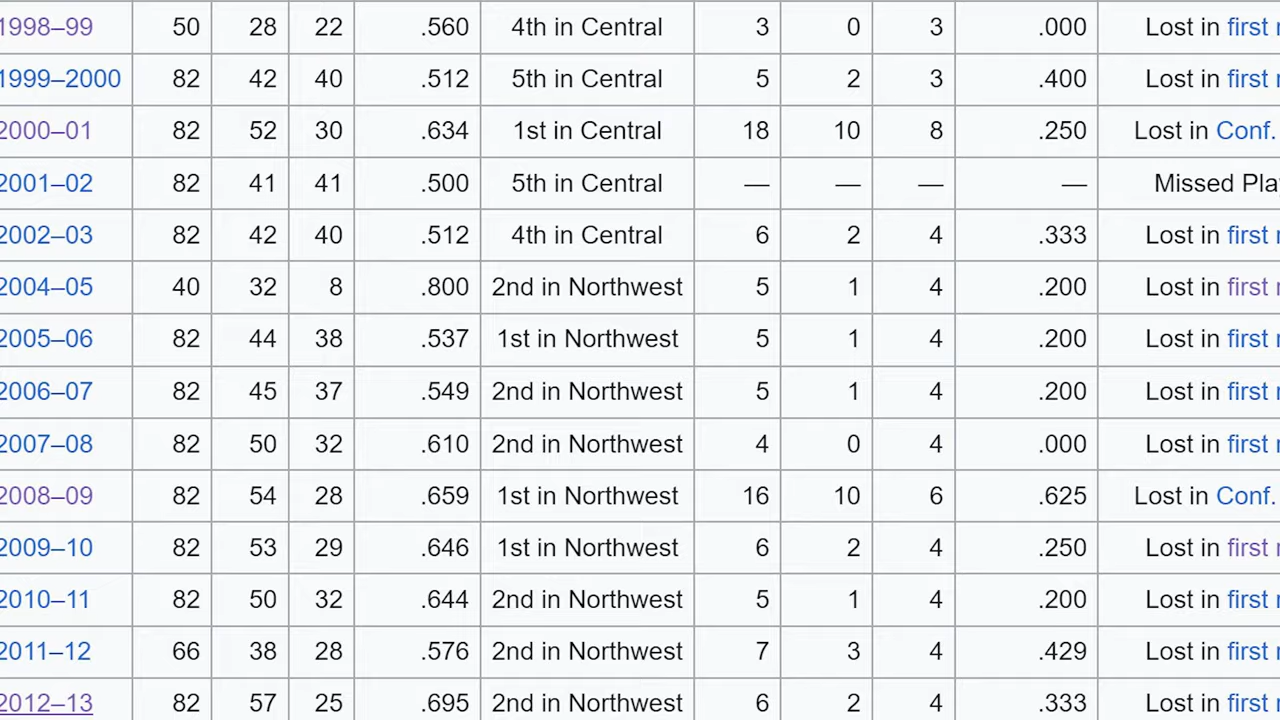 1998–99 50 28 22 .560 4th in Central 3 0 3 .000 Lost in first
1999–2000 82 42 40 .512 5th in Central 5 2 3 .400 Lost in first
2000–01 82 52 30 .634 1st in Central 18 10 8 .250 Lost in Conf.
2001–02 82 41 41 .500 5th in Central — — — — Missed
2002–03 82 42 40 .512 4th in Central 6 2 4 .333 Lost in first
2004–05 40 32 8 .800 2nd in Northwest 5 1 4 .200 Lost in first
2005–06 82 44 38 .537 1st in Northwest 5 1 4 .200 Lost in first
2006–07 82 45 37 .549 2nd in Northwest 5 1 4 .200 Lost in first
2007–08 82 50 32 .610 2nd in Northwest 4 0 4 .000 Lost in first
2008–09 82 54 28 .659 1st in Northwest 16 10 6 .625 Lost in Conf.
2009–10 82 53 29 .646 1st in Northwest 6 2 4 .250 Lost in first
2010–11 82 50 32 .644 2nd in Northwest 5 1 4 .200 Lost in first
2011–12 66 38 28 .576 2nd in Northwest 7 3 4 .429 Lost in first
2012–13 82 57 25 .695 2nd in Northwest 6 2 4 .333 Lost in first